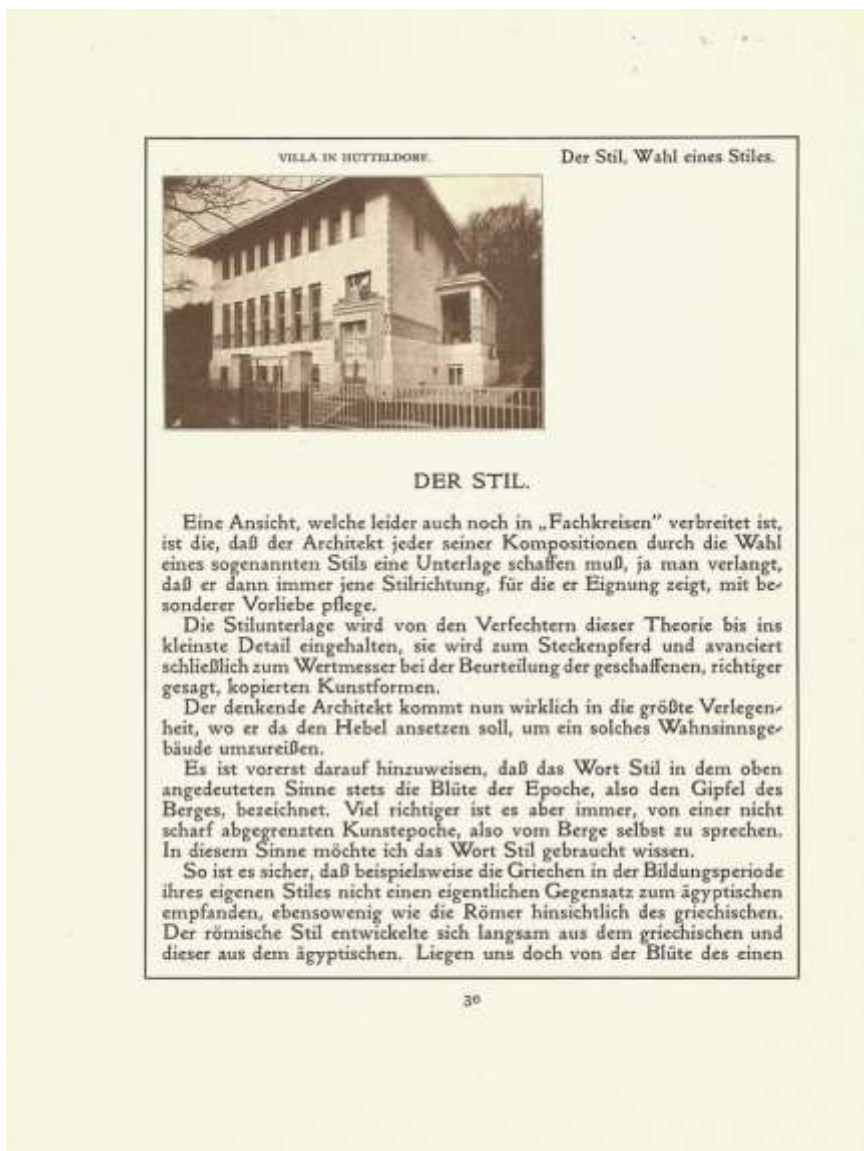 VILLA IN HÜTTELDORF.
Der Stil, Wahl eines Stiles.
DER STIL.
Eine Ansicht, welche leider auch noch in „Fachkreisen” verbreitet ist,
ist die, daß der Architekt jeder seiner Kompositionen durch die Wahl
eines sogenannten Stils eine Unterlage schaffen muß, ja man verlangt,
daß er dann immer jene Stilrichtung, für die er Eignung zeigt, mit be-
sonderer Vorliebe pflege.
Die Stilunterlage wird von den Verfechtern dieser Theorie bis ins
kleinste Detail eingehalten, sie wird zum Steckenpferd und avanciert
schließlich zum Wertmesser bei der Beurteilung der geschaffenen, richtiger
gesagt, kopierten Kunstformen.
Der denkende Architekt kommt nun wirklich in die größte Verlegen-
heit, wo er da den Hebel ansetzen soll, um ein solches Wahnsinnsge-
bäude umzureißen.
Es ist vorerst darauf hinzuweisen, daß das Wort Stil in dem oben
angedeuteten Sinne stets die Blüte der Epoche, also den Gipfel des
Berges, bezeichnet. Viel richtiger ist es aber immer, von einer nicht
scharf abgegrenzten Kunstepoche, also vom Berge selbst zu sprechen.
In diesem Sinne möchte ich das Wort Stil gebraucht wissen.
So ist es sicher, daß beispielsweise die Griechen in der Bildungsperiode
ihres eigenen Stiles nicht einen eigentlichen Gegensatz zum ägyptischen
empfanden, ebensowenig wie die Römer hinsichtlich des griechischen.
Der römische Stil entwickelte sich langsam aus dem griechischen und
dieser aus dem ägyptischen. Liegen uns doch von der Blüte des einen
30